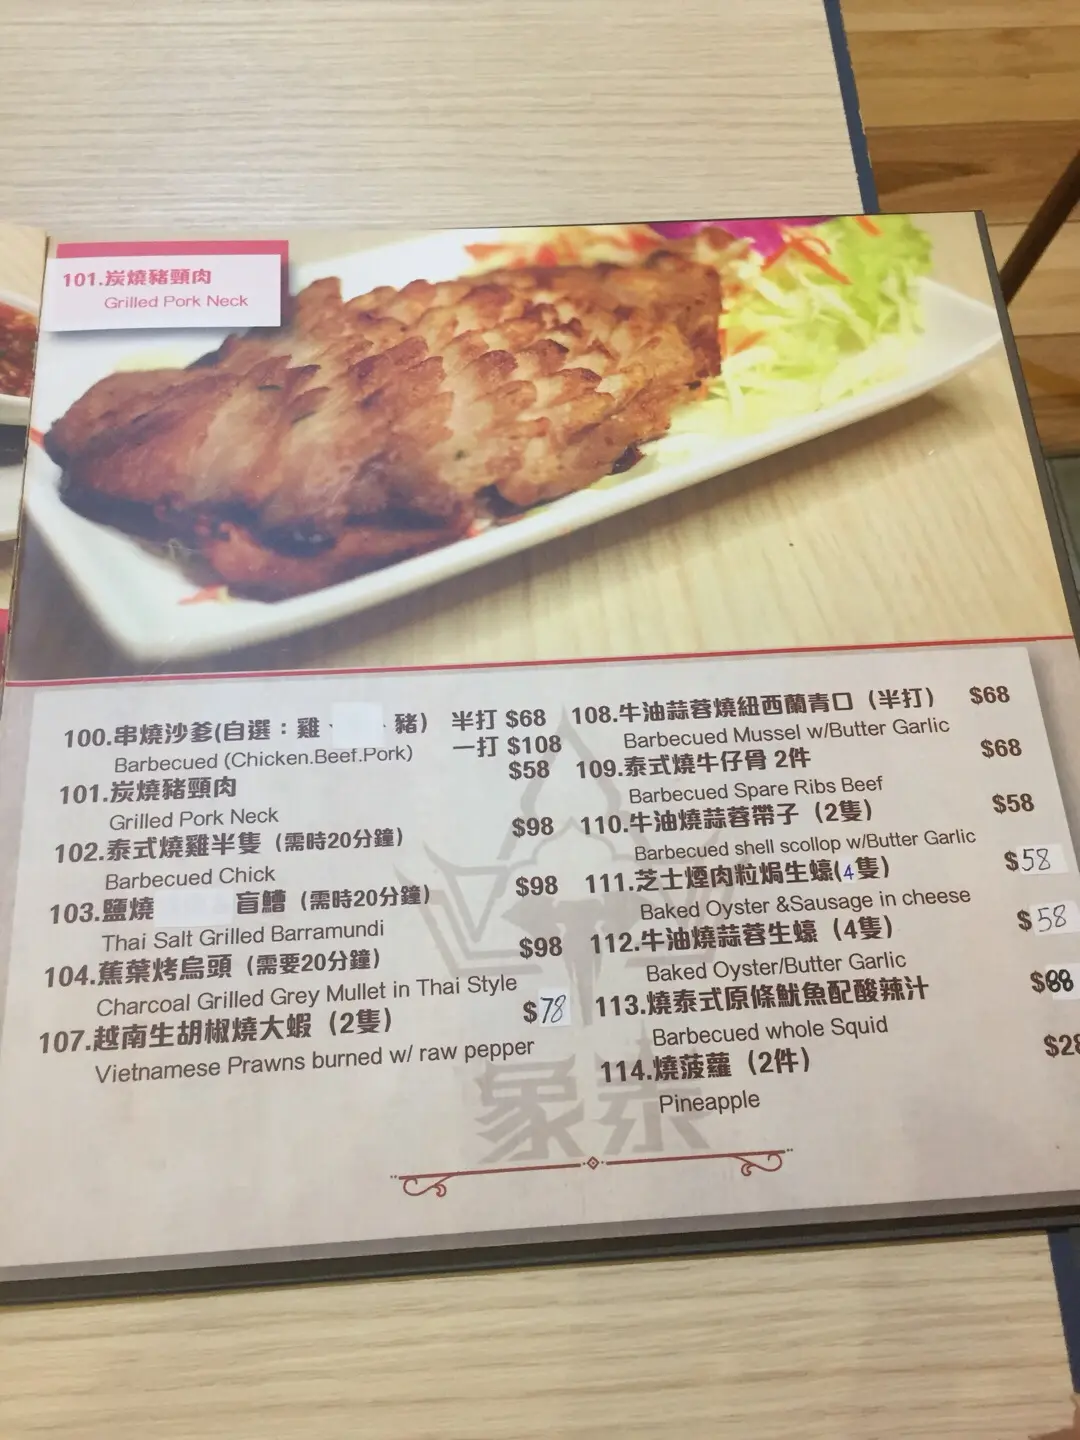 101.炭燒豬頸肉
Grilled Pork Neck
100.串燒沙爹(自選：雞、 豬) 半打 $68
Barbecued (Chicken.Beef.Pork) 一打 $108
101.炭燒豬頸肉 $58
Grilled Pork Neck
102.泰式燒雞半隻（需時20分鐘） $98
Barbecued Chick
103.鹽燒 盲鰽（需時20分鐘） $98
Thai Salt Grilled Barramundi
104.蕉葉烤烏頭（需要20分鐘） $98
Charcoal Grilled Grey Mullet in Thai Style
107.越南生胡椒燒大蝦（2隻） $78
Vietnamese Prawns burned w/ raw pepper
108.牛油蒜蓉燒紐西蘭青口（半打） $68
Barbecued Mussel w/Butter Garlic
109.泰式燒牛仔骨 2件 $68
Barbecued Spare Ribs Beef
110.牛油燒蒜蓉帶子（2隻） $58
Barbecued shell scollop w/Butter Garlic
111.芝士煙肉粒焗生蠔(4隻) $58
Baked Oyster &Sausage in cheese
112.牛油燒蒜蓉生蠔（4隻） $58
Baked Oyster/Butter Garlic
113.燒泰式原條魷魚配酸辣汁 $88
Barbecued whole Squid
114.燒菠蘿（2件） $28
Pineapple
象泰